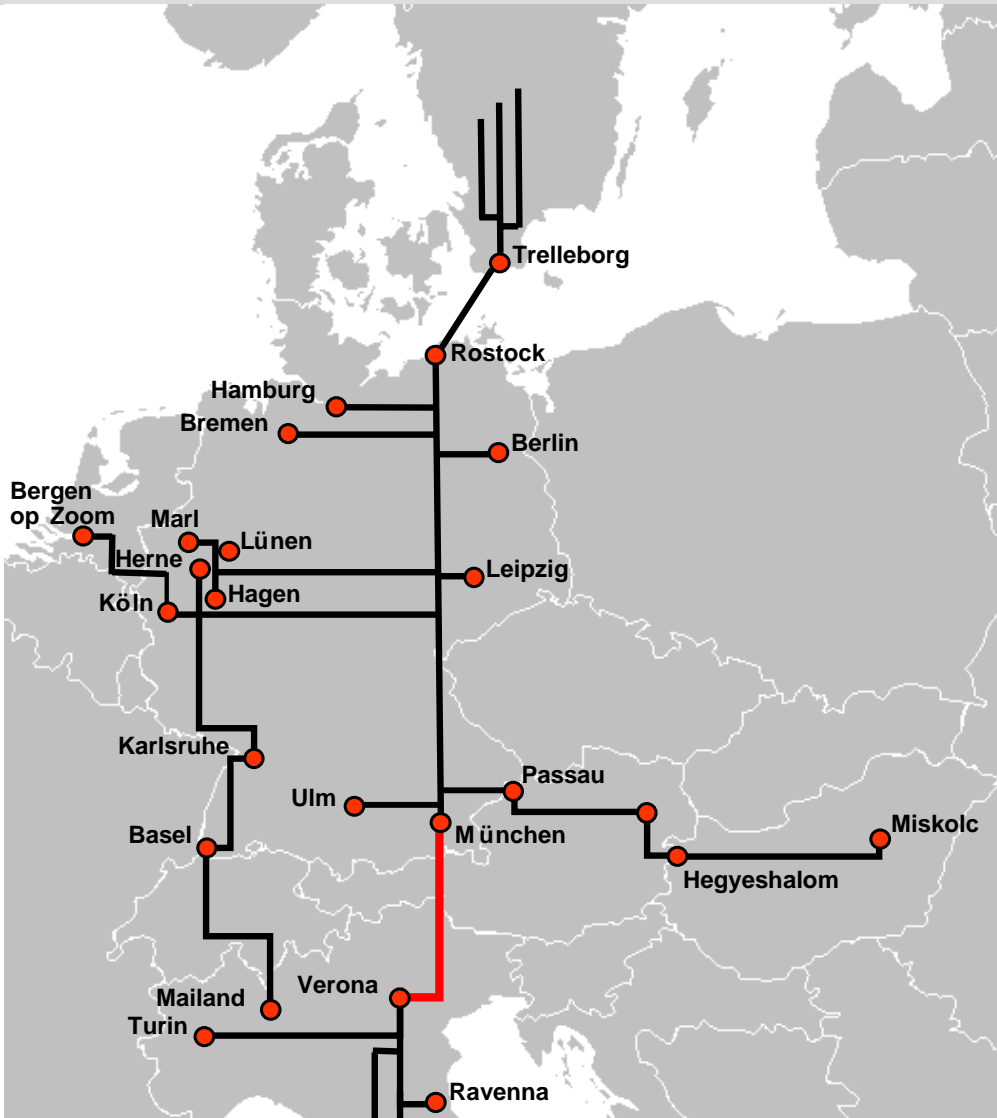 Trelleborg
Rostock
Hamburg
Bremen
Berlin
Bergen
op Zoom
Marl
Lünen
Herne
Leipzig
Hagen
Köln
Karlsruhe
Passau
Ulm
München
Miskolc
Basel
Hegyeshalom
Verona
Mailand
Turin
Ravenna